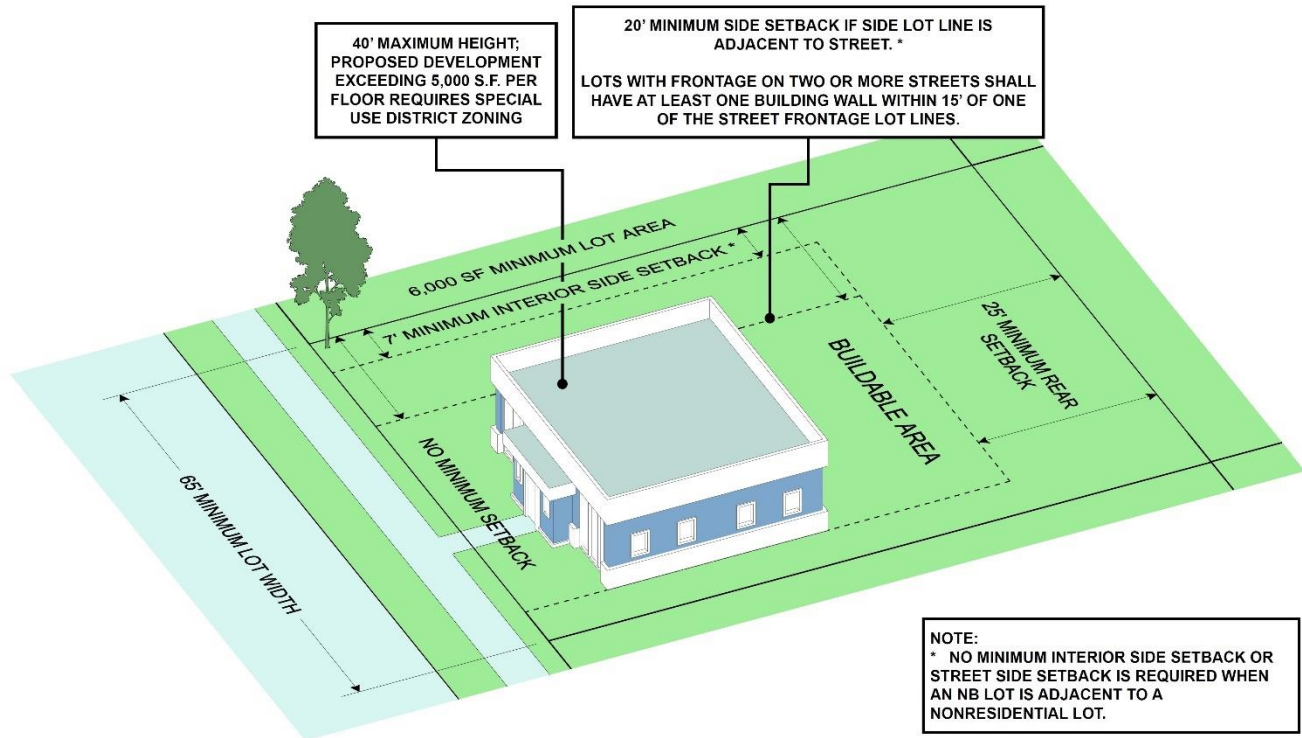 40' MAXIMUM HEIGHT;
PROPOSED DEVELOPMENT
EXCEEDING 5,000 S.F. PER
FLOOR REQUIRES SPECIAL
USE DISTRICT ZONING
20' MINIMUM SIDE SETBACK IF SIDE LOT LINE IS
ADJACENT TO STREET. *
LOTS WITH FRONTAGE ON TWO OR MORE STREETS SHALL
HAVE AT LEAST ONE BUILDING WALL WITHIN 15' OF ONE
OF THE STREET FRONTAGE LOT LINES.
6,000 SF MINIMUM LOT AREA
7' MINIMUM INTERIOR SIDE SETBACK *
25' MINIMUM REAR
SETBACK
BUILDABLE AREA
NO MINIMUM SETBACK
65' MINIMUM LOT WIDTH
NOTE:
* NO MINIMUM INTERIOR SIDE SETBACK OR
STREET SIDE SETBACK IS REQUIRED WHEN
AN NB LOT IS ADJACENT TO A
NONRESIDENTIAL LOT.